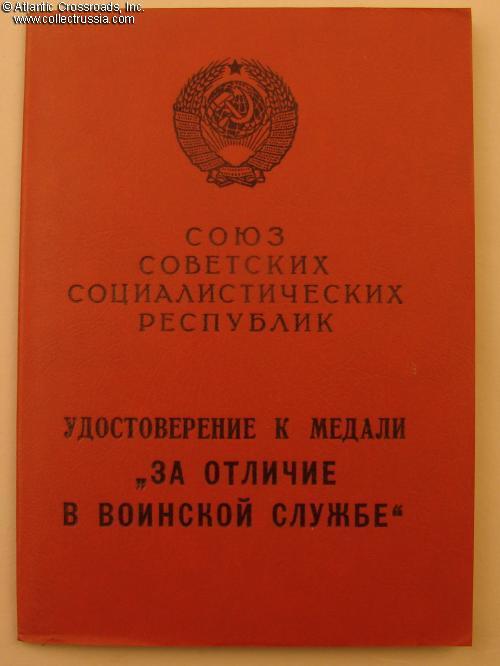 © Atlantic Crossroads, Inc.
www.collectrussia.com
СОЮЗ
СОВЕТСКИХ
СОЦИАЛИСТИЧЕСКИХ
РЕСПУБЛИК
УДОСТОВЕРЕНИЕ К МЕДАЛИ
„ЗА ОТЛИЧИЕ
В ВОИНСКОЙ СЛУЖБЕ“